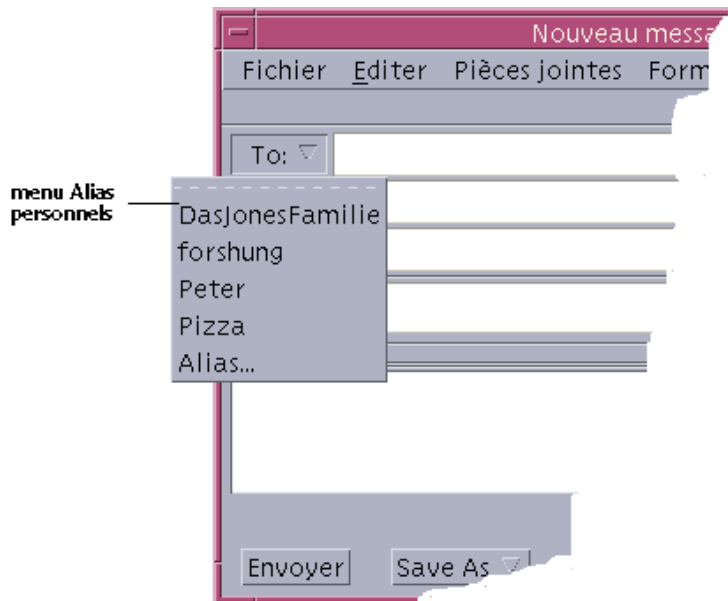 Nouveau messa
Fichier Editer Pièces jointes Form
To:
menu Alias
personnels
DasJonesFamilie
forshung
Peter
Pizza
Alias...
Envoyer Save As